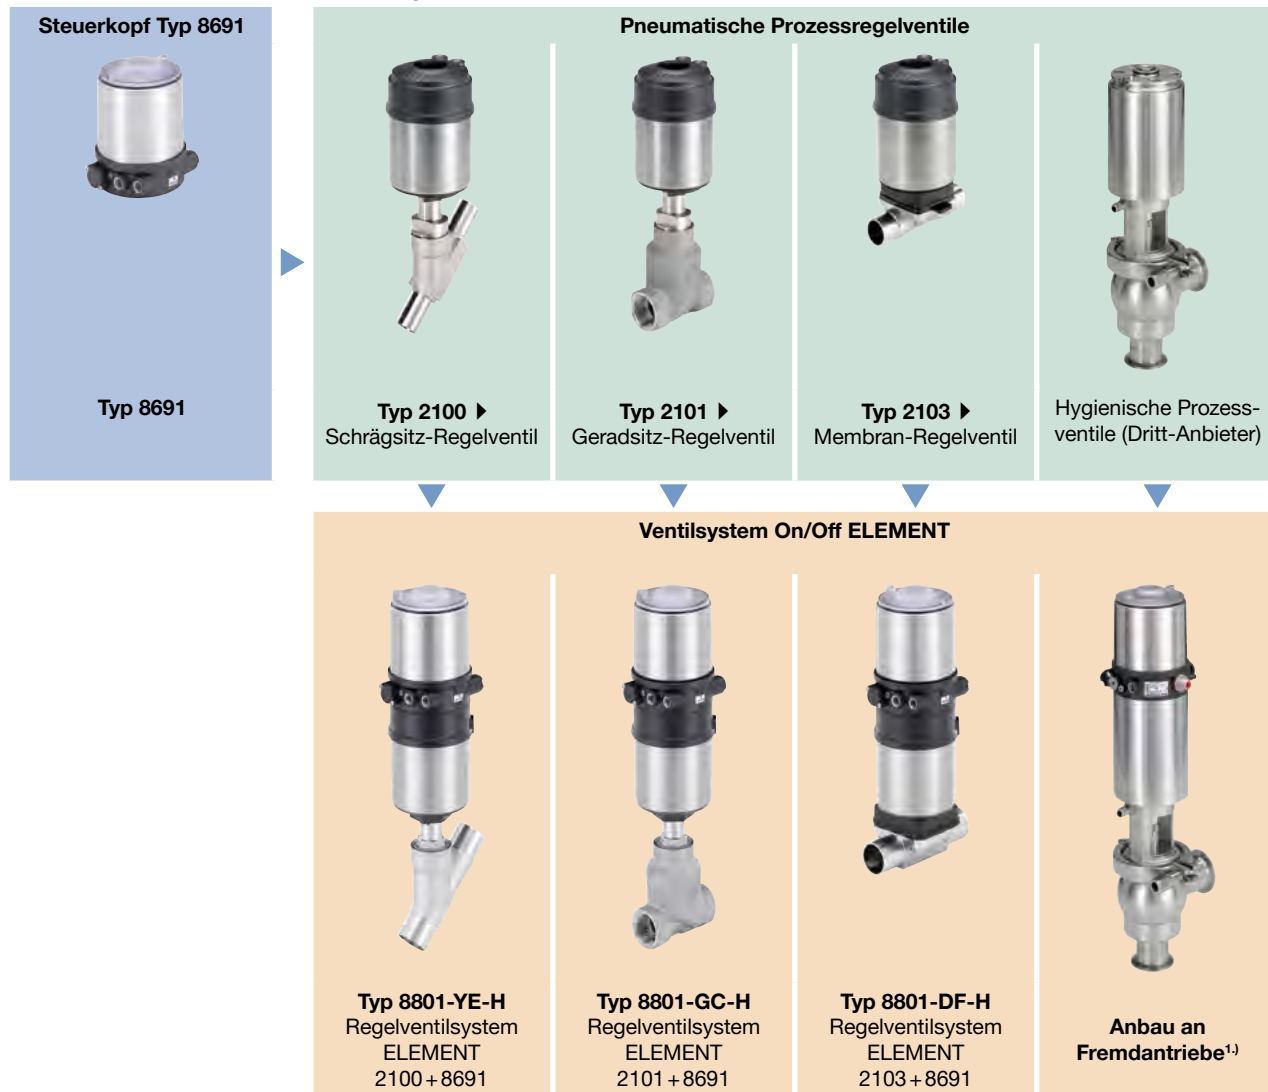 Steuerkopf Typ 8691
Pneumatische Prozessregelventile
Typ 8691
Typ 2100
Schrägsitz-Regelventil
Typ 2101
Geradsitz-Regelventil
Typ 2103
Membran-Regelventil
Hygienische Prozess-
ventile (Dritt-Anbieter)
Ventilsystem On/Off ELEMENT
Typ 8801-YE-H
Regelventilsystem
ELEMENT
2100 + 8691
Typ 8801-GC-H
Regelventilsystem
ELEMENT
2101 + 8691
Typ 8801-DF-H
Regelventilsystem
ELEMENT
2103 + 8691
Anbau an
Fremdantriebe¹·⁾